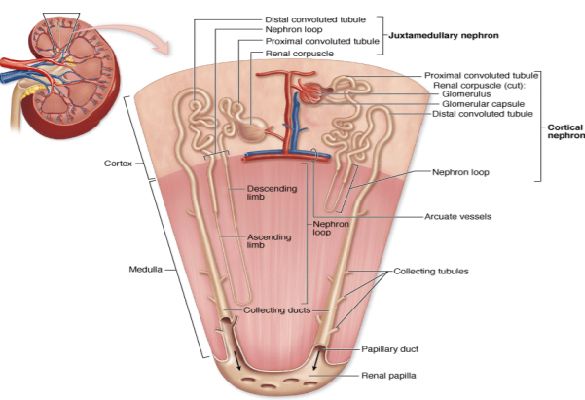 Distal convoluted tubule
Nephron loop
Proximal convoluted tubule
Renal corpuscle
Juxtamedullary nephron
Proximal convoluted tubule
Renal corpuscle (cut):
Glomerulus
Glomerular capsule
Distal convoluted tubule
Cortical
nephron
Cortex
Nephron loop
Descending
limb
Arcuate vessels
Nephron
loop
Ascending
limb
Medulla
Collecting tubules
Collecting ducts
Papillary duct
Renal papilla